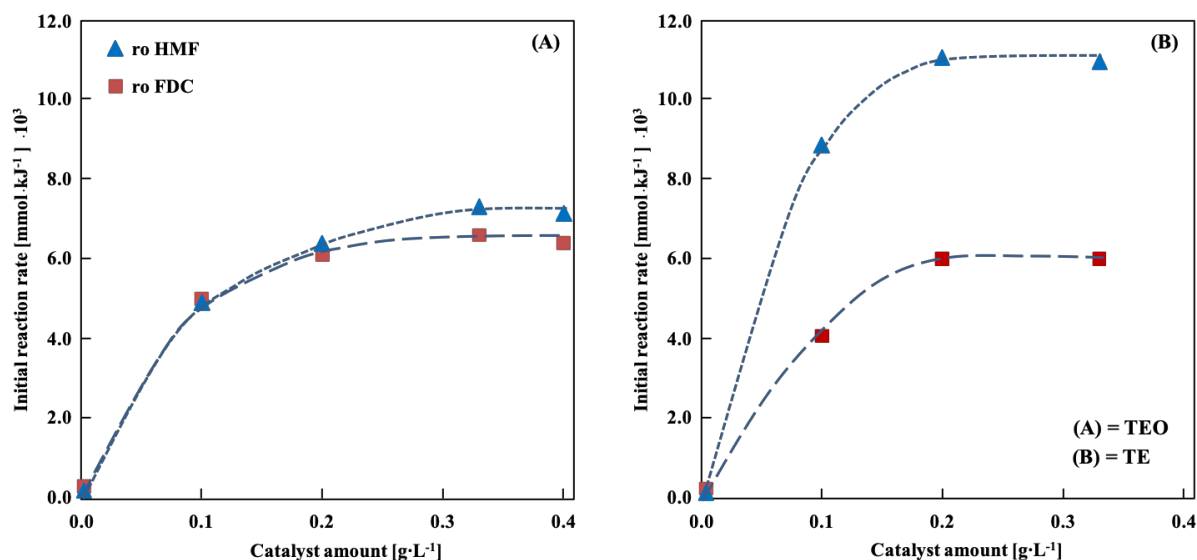 12.0
10.0
8.0
6.0
4.0
2.0
0.0
Initial reaction rate [mmol·kJ⁻¹] ·10³
ro HMF
ro FDC
(A)
0.0 0.1 0.2 0.3 0.4
Catalyst amount [g·L⁻¹]
12.0
10.0
8.0
6.0
4.0
2.0
0.0
Initial reaction rate [mmol·kJ⁻¹] ·10³
(B)
(A) = TEO
(B) = TE
0.0 0.1 0.2 0.3 0.4
Catalyst amount [g·L⁻¹]